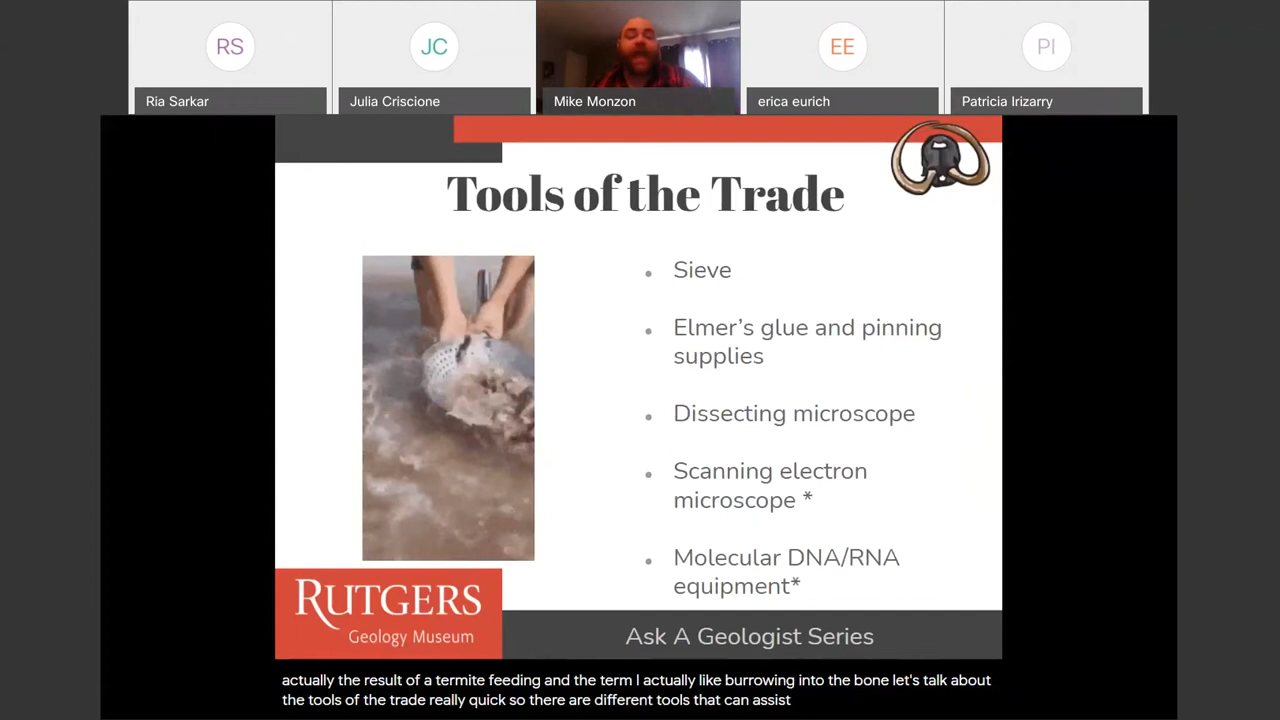 RS
JC
EE
PI
Ria Sarkar
Julia Criscione
Mike Monzon
erica eurich
Patricia Irizarry
Tools of the Trade
Sieve
Elmer's glue and pinning
supplies
Dissecting microscope
Scanning electron
microscope *
Molecular DNA/RNA
equipment*
RUTGERS
Geology Museum
Ask A Geologist Series
actually the result of a termite feeding and the term I actually like burrowing into the bone let's talk about
the tools of the trade really quick so there are different tools that can assist